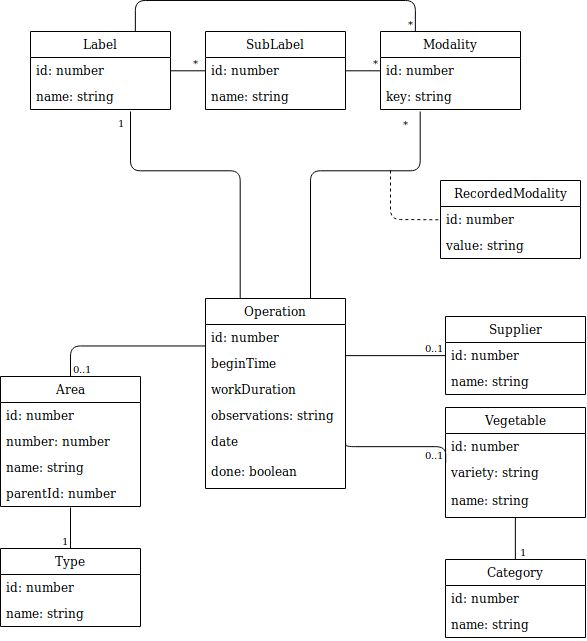 Label
id: number
name: string
*
SubLabel
id: number
name: string
*
*
Modality
id: number
key: string
1
*
RecordedModality
id: number
value: string
Operation
id: number
beginTime
workDuration
observations: string
date
done: boolean
0..1
Area
id: number
number: number
name: string
parentId: number
1
Type
id: number
name: string
0..1
Supplier
id: number
name: string
0..1
Vegetable
id: number
variety: string
name: string
1
Category
id: number
name: string